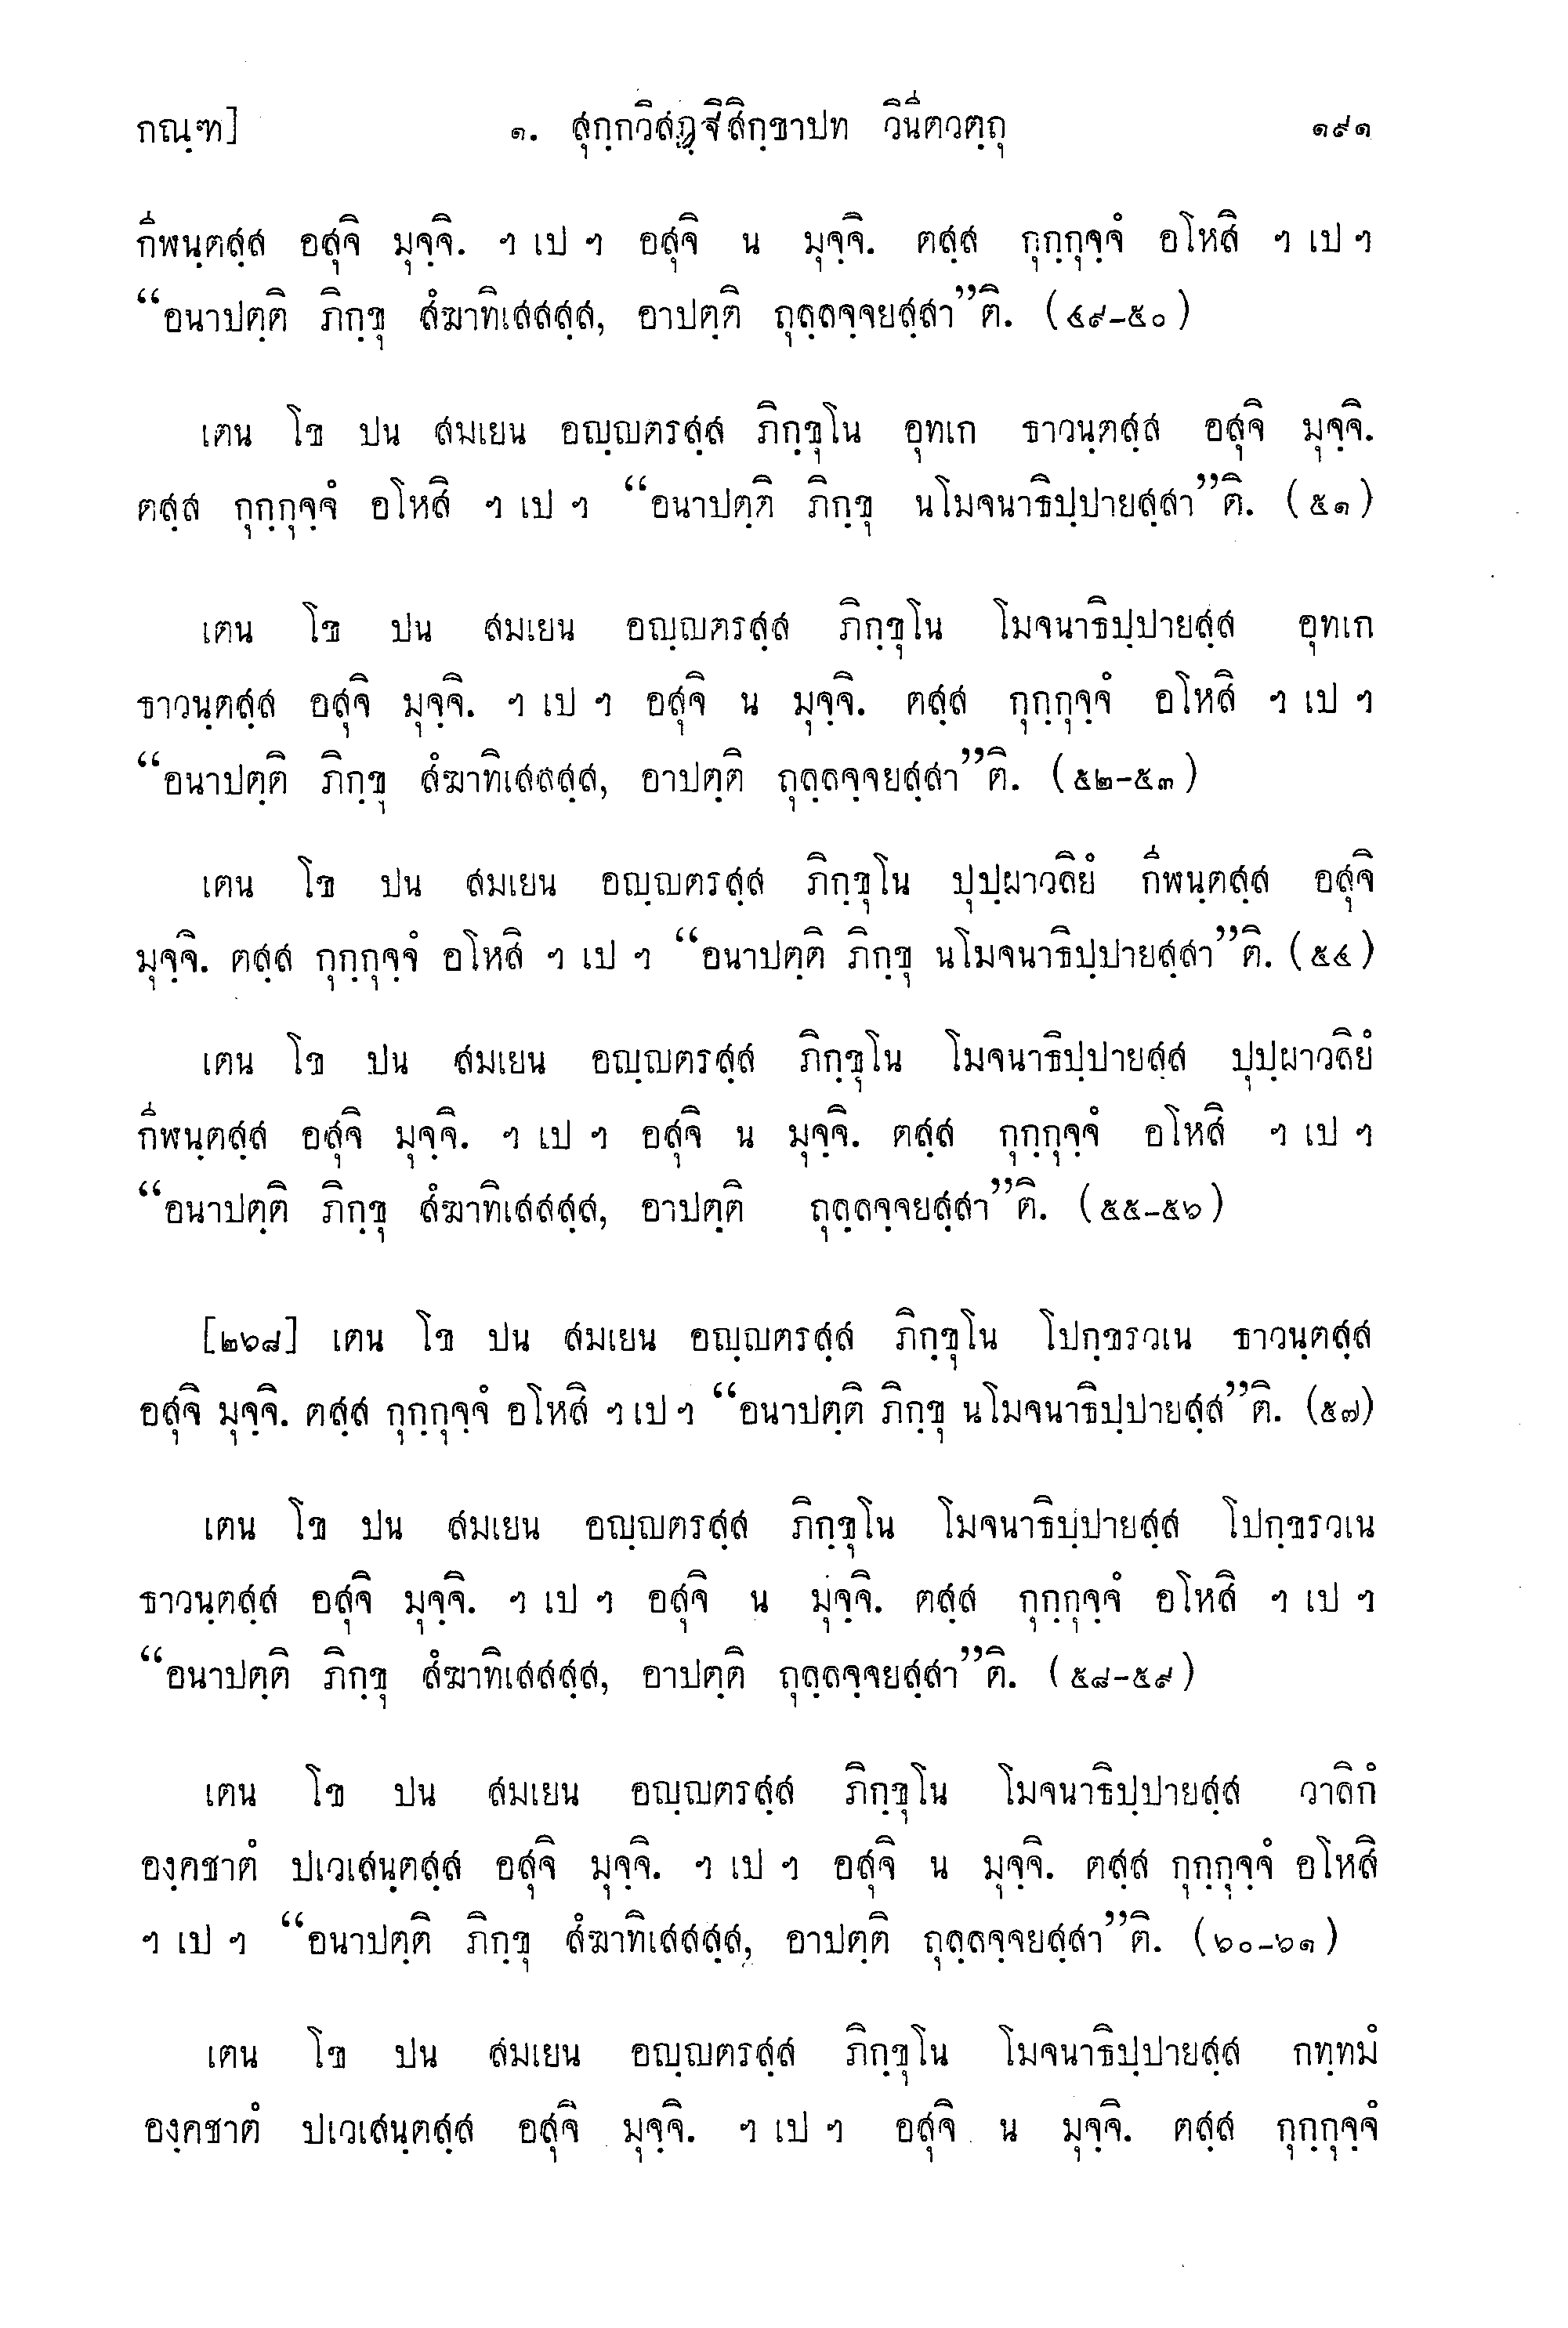 กณฺฑ] ๑. สุกฺกวิสฏฺฐิสิกฺขาปท วินีตวตฺถุ ๑๙๑
กีฬนฺตสฺส อสุจิ มุจฺจิ. ฯ เป ฯ อสุจิ น มุจฺจิ. ตสฺส กุกฺกุจฺจํ อโหสิ ฯ เป ฯ
“อนาปตฺติ ภิกฺขุ สํฆาทิเสสสฺส, อาปตฺติ ถุลฺลจฺจยสฺสา”ติ. (๔๙-๕๐)
เตน โข ปน สมเยน อญฺญตรสฺส ภิกฺขุโน อุทเก ธาวนฺตสฺส อสุจิ มุจฺจิ.
ตสฺส กุกฺกุจฺจํ อโหสิ ฯ เป ฯ “อนาปตฺติ ภิกฺขุ นโมจนาธิปฺปายสฺสา”ติ. (๕๑)
เตน โข ปน สมเยน อญฺญตรสฺส ภิกฺขุโน โมจนาธิปฺปายสฺส อุทเก
ธาวนฺตสฺส อสุจิ มุจฺจิ. ฯ เป ฯ อสุจิ น มุจฺจิ. ตสฺส กุกฺกุจฺจํ อโหสิ ฯ เป ฯ
“อนาปตฺติ ภิกฺขุ สํฆาทิเสสสฺส, อาปตฺติ ถุลฺลจฺจยสฺสา”ติ. (๕๒-๕๓)
เตน โข ปน สมเยน อญฺญตรสฺส ภิกฺขุโน ปุปฺผาวลิยํ กีฬนฺตสฺส อสุจิ
มุจฺจิ. ตสฺส กุกฺกุจฺจํ อโหสิ ฯ เป ฯ “อนาปตฺติ ภิกฺขุ นโมจนาธิปฺปายสฺสา”ติ. (๕๔)
เตน โข ปน สมเยน อญฺญตรสฺส ภิกฺขุโน โมจนาธิปฺปายสฺส ปุปฺผาวลิยํ
กีฬนฺตสฺส อสุจิ มุจฺจิ. ฯ เป ฯ อสุจิ น มุจฺจิ. ตสฺส กุกฺกุจฺจํ อโหสิ ฯ เป ฯ
“อนาปตฺติ ภิกฺขุ สํฆาทิเสสสฺส, อาปตฺติ ถุลฺลจฺจยสฺสา”ติ. (๕๕-๕๖)
[๒๖๘] เตน โข ปน สมเยน อญฺญตรสฺส ภิกฺขุโน โปกฺขรวเน ธาวนฺตสฺส
อสุจิ มุจฺจิ. ตสฺส กุกฺกุจฺจํ อโหสิ ฯ เป ฯ “อนาปตฺติ ภิกฺขุ นโมจนาธิปฺปายสฺส”ติ. (๕๗)
เตน โข ปน สมเยน อญฺญตรสฺส ภิกฺขุโน โมจนาธิปฺปายสฺส โปกฺขรวเน
ธาวนฺตสฺส อสุจิ มุจฺจิ. ฯ เป ฯ อสุจิ น มุจฺจิ. ตสฺส กุกฺกุจฺจํ อโหสิ ฯ เป ฯ
“อนาปตฺติ ภิกฺขุ สํฆาทิเสสสฺส, อาปตฺติ ถุลฺลจฺจยสฺสา”ติ. (๕๘-๕๙)
เตน โข ปน สมเยน อญฺญตรสฺส ภิกฺขุโน โมจนาธิปฺปายสฺส วาลิกํ
องฺคชาตํ ปเวเสนฺตสฺส อสุจิ มุจฺจิ. ฯ เป ฯ อสุจิ น มุจฺจิ. ตสฺส กุกฺกุจฺจํ อโหสิ
ฯ เป ฯ “อนาปตฺติ ภิกฺขุ สํฆาทิเสสสฺส, อาปตฺติ ถุลฺลจฺจยสฺสา”ติ. (๖๐-๖๑)
เตน โข ปน สมเยน อญฺญตรสฺส ภิกฺขุโน โมจนาธิปฺปายสฺส กทฺทมํ
องฺคชาตํ ปเวเสนฺตสฺส อสุจิ มุจฺจิ. ฯ เป ฯ อสุจิ น มุจฺจิ. ตสฺส กุกฺกุจฺจํ